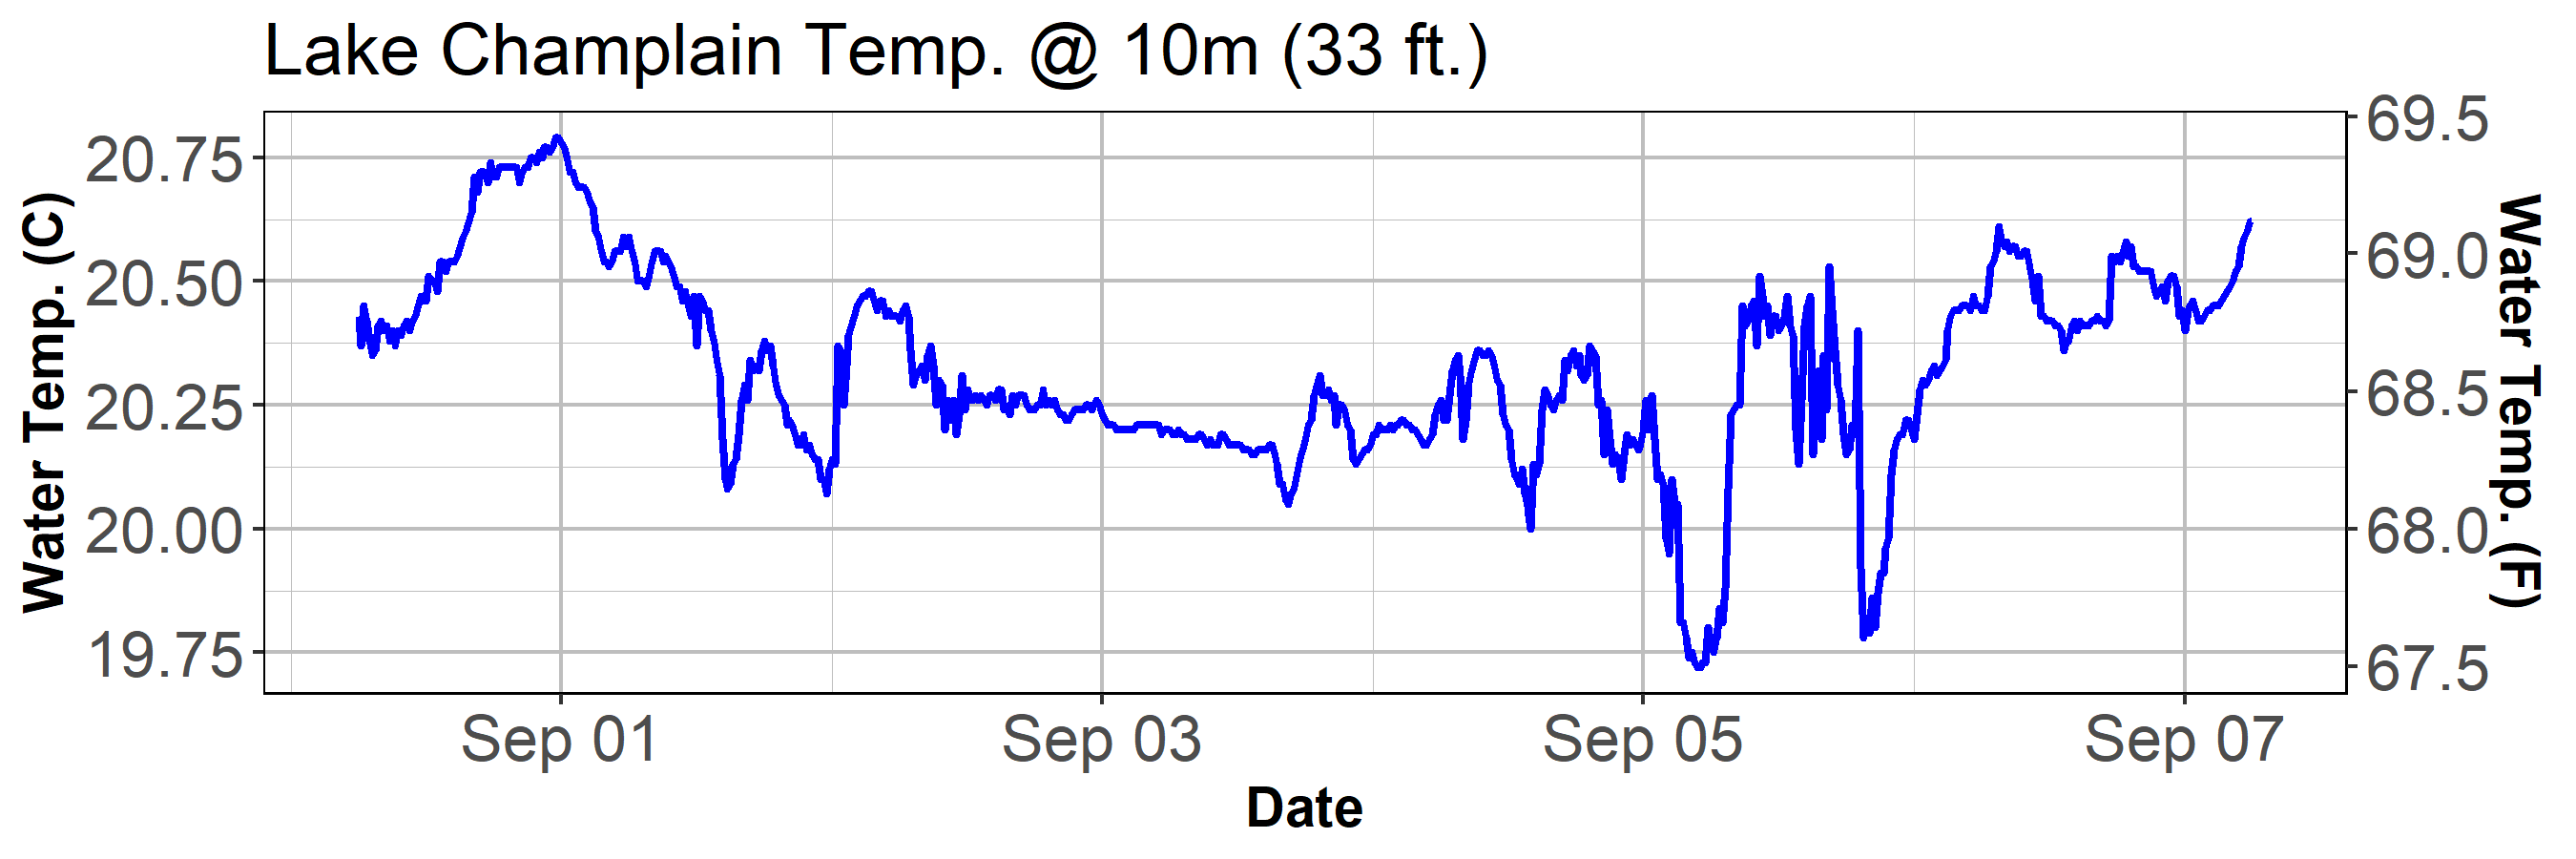 Lake Champlain Temp. @ 10m (33 ft.)
Water Temp. (C)
20.75
20.50
20.25
20.00
19.75
69.5
69.0
68.5
68.0
67.5
Water Temp. (F)
Sep 01
Sep 03
Sep 05
Sep 07
Date